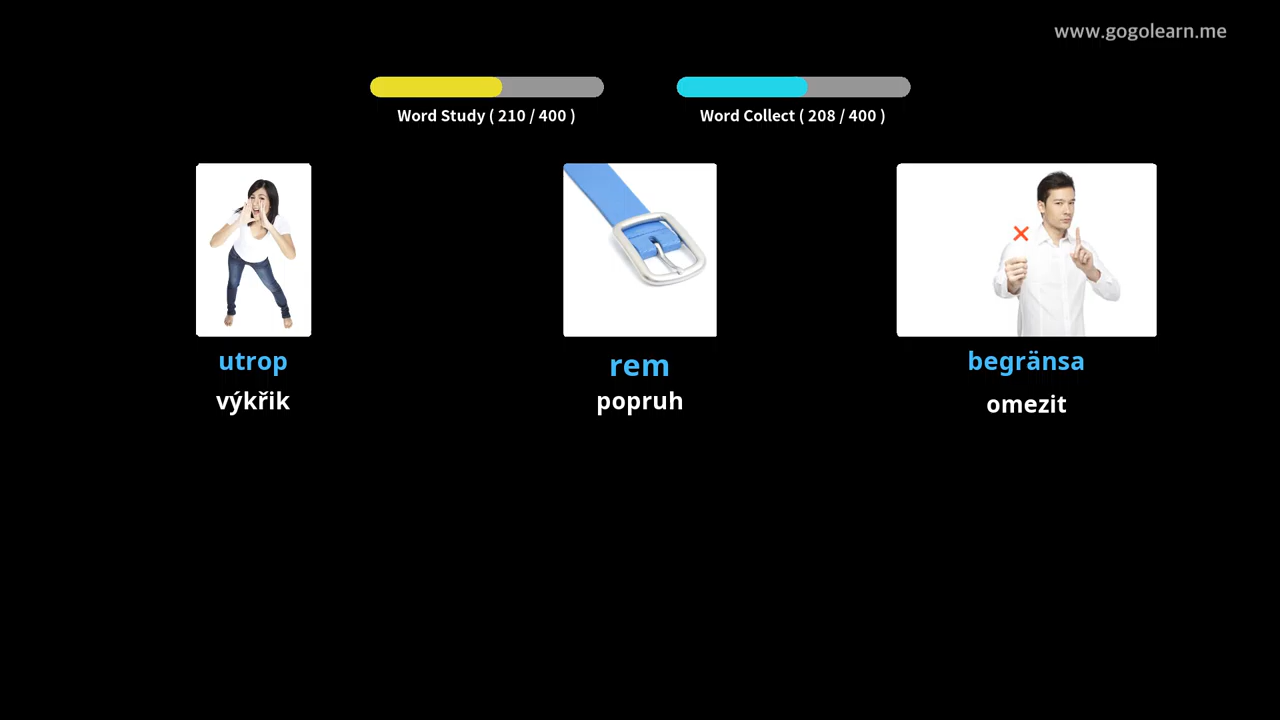 www.gogolearn.me
Word Study ( 210 / 400 )
Word Collect ( 208 / 400 )
utrop
výkřik
rem
popruh
begränsa
omezit